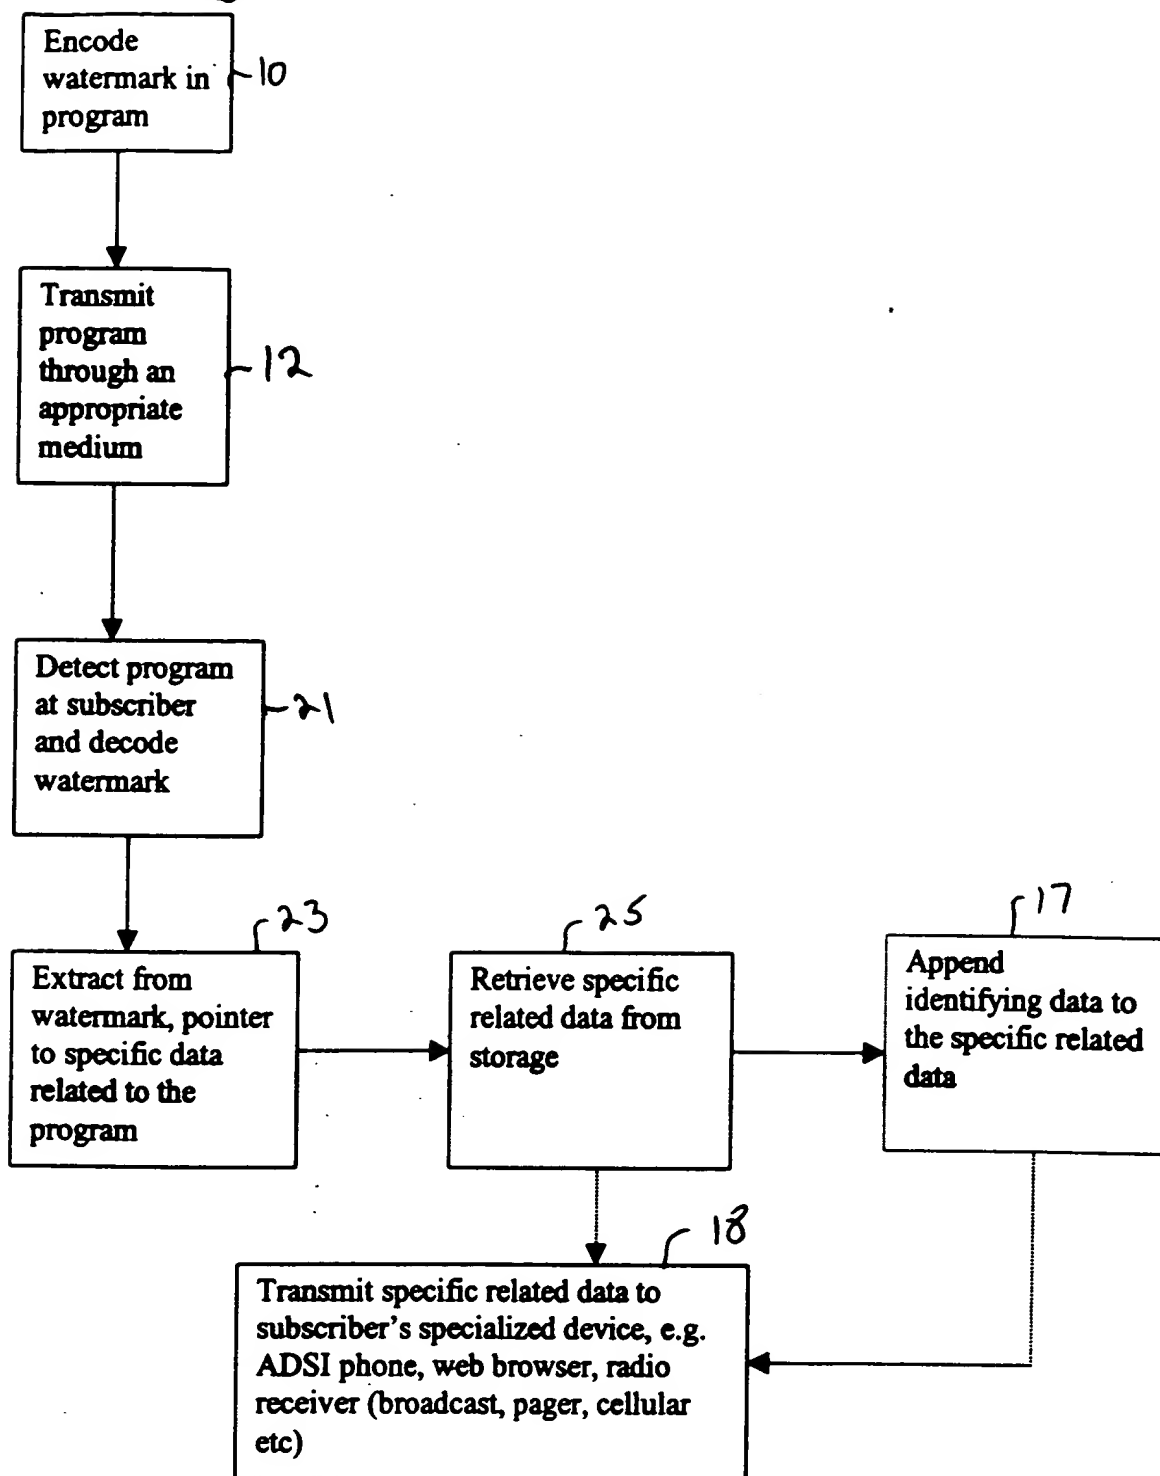 Encode
watermark in
program
10
Transmit
program
through an
appropriate
medium
12
Detect program
at subscriber
and decode
watermark
21
23
Extract from
watermark, pointer
to specific data
related to the
program
25
Retrieve specific
related data from
storage
17
Append
identifying data to
the specific related
data
18
Transmit specific related data to
subscriber's specialized device, e.g.
ADSI phone, web browser, radio
receiver (broadcast, pager, cellular
etc)